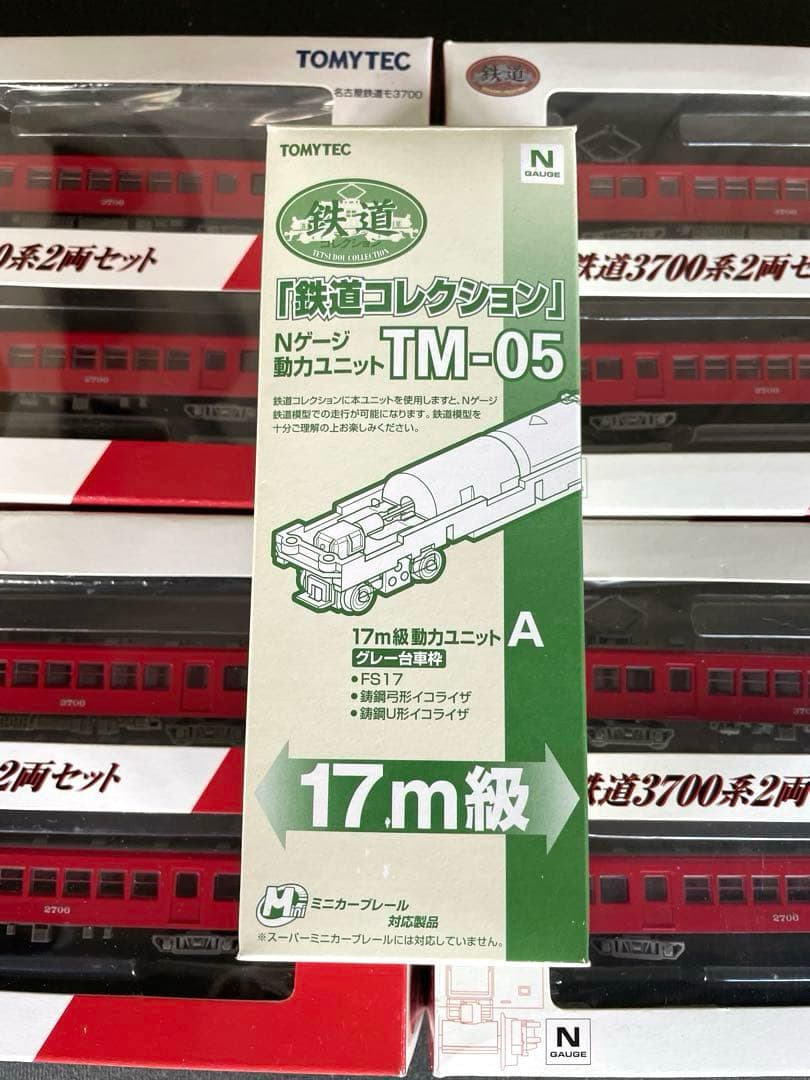 TOMYTEC
名古屋鉄道モ3700
鉄道
3700
3700
0系2両セット
鉄道3700系2両セ
2700
2700
TOMYTEC
N
GAUGE
鉄道
コレクション
TETSUDOU COLLECTION
「鉄道コレクション」
Nゲージ
動力ユニット TM-05
鉄道コレクションに本ユニットを使用しますと、Nゲージ
鉄道模型での走行が可能になります。鉄道模型を
十分ご理解の上お楽しみください。
17m級動力ユニット A
グレー台車枠
●FS17
●鋳鋼弓形イコライザ
●鋳鋼U形イコライザ
17m級
Mini ミニカーブレール
対応製品
※スーパーミニカーブレールには対応していません。
3700
370
2両セット
鉄道3700系2両
2700
2700
N
GAUGE